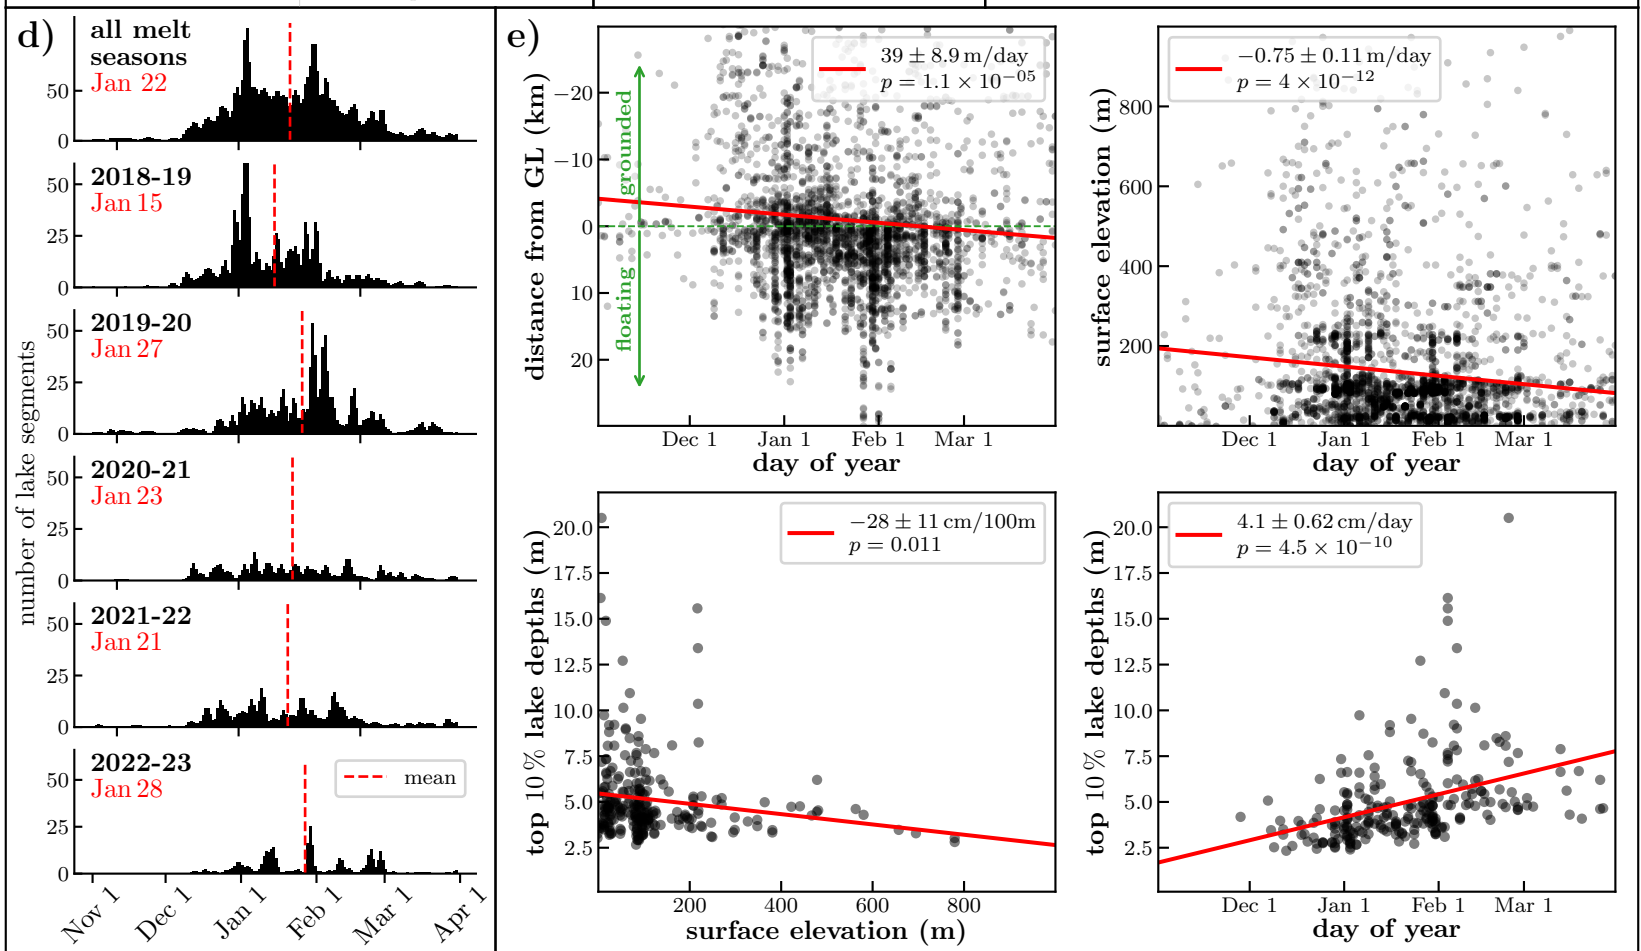 d)
number of lake segments
all melt
seasons
Jan 22
50
0
2018-19
Jan 15
50
25
0
2019-20
Jan 27
50
25
0
2020-21
Jan 23
50
25
0
2021-22
Jan 21
50
25
0
2022-23
Jan 28
mean
50
25
0
Nov 1 Dec 1 Jan 1 Feb 1 Mar 1 Apr 1
e)
distance from GL (km)
grounded
floating
39 ± 8.9 m/day
p = 1.1 × 10⁻⁰⁵
−20
−10
0
10
20
Dec 1 Jan 1 Feb 1 Mar 1
day of year
surface elevation (m)
−0.75 ± 0.11 m/day
p = 4 × 10⁻¹²
800
600
400
200
Dec 1 Jan 1 Feb 1 Mar 1
day of year
top 10 % lake depths (m)
−28 ± 11 cm/100m
p = 0.011
20.0
17.5
15.0
12.5
10.0
7.5
5.0
2.5
200 400 600 800
surface elevation (m)
top 10 % lake depths (m)
4.1 ± 0.62 cm/day
p = 4.5 × 10⁻¹⁰
20.0
17.5
15.0
12.5
10.0
7.5
5.0
2.5
Dec 1 Jan 1 Feb 1 Mar 1
day of year